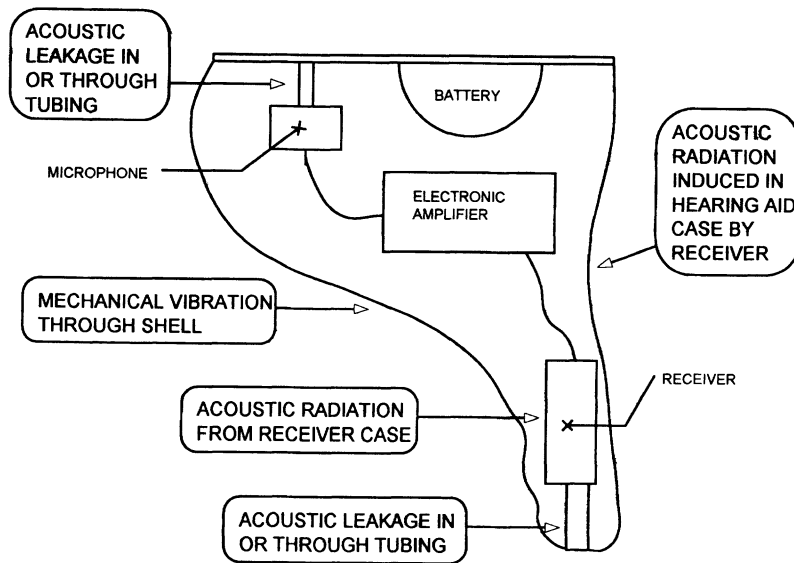 ACOUSTIC
LEAKAGE IN
OR THROUGH
TUBING
BATTERY
MICROPHONE
ELECTRONIC
AMPLIFIER
ACOUSTIC
RADIATION
INDUCED IN
HEARING AID
CASE BY
RECEIVER
MECHANICAL VIBRATION
THROUGH SHELL
RECEIVER
ACOUSTIC RADIATION
FROM RECEIVER CASE
ACOUSTIC LEAKAGE IN
OR THROUGH TUBING